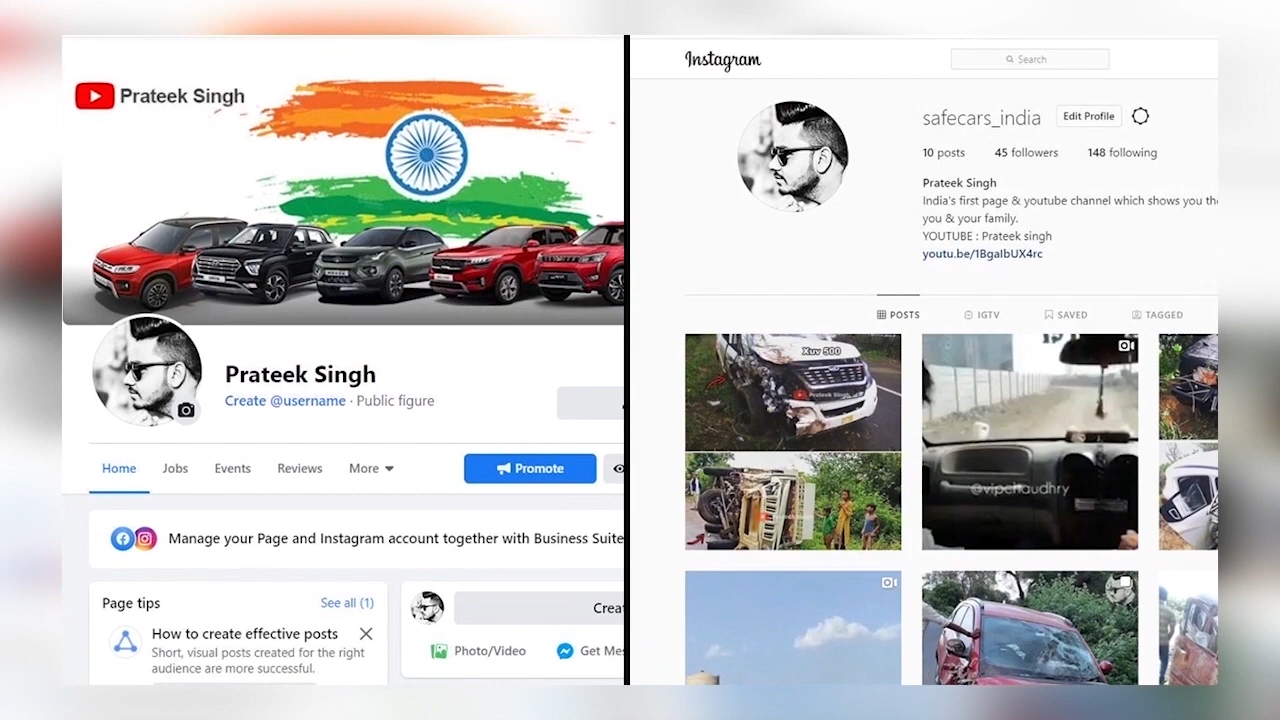 Prateek Singh
Prateek Singh
Create @username · Public figure
Home
Jobs
Events
Reviews
More
Promote
Manage your Page and Instagram account together with Business Suite
Page tips
See all (1)
How to create effective posts
Short, visual posts created for the right
audience are more successful.
Photo/Video
Instagram
Search
safecars_india
Edit Profile
10 posts
45 followers
148 following
Prateek Singh
India's first page & youtube channel which shows you
you & your family.
YOUTUBE : Prateek singh
youtu.be/1BgaIbUX4rc
POSTS
IGTV
SAVED
TAGGED
Xuv 500
Prateek Singh
@vipchaudhry